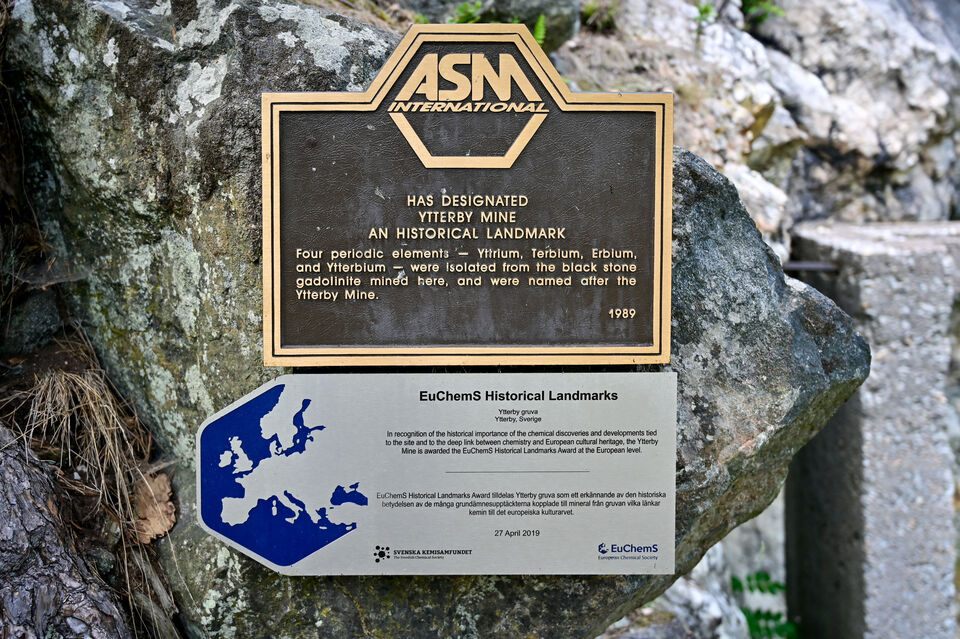 ASM
INTERNATIONAL
HAS DESIGNATED
YTTERBY MINE
AN HISTORICAL LANDMARK
Four periodic elements — Yttrium, Terbium, Erbium,
and Ytterbium — were isolated from the black stone
gadolinite mined here, and were named after the
Ytterby Mine.
1989
EuChemS Historical Landmarks
Ytterby gruva
Ytterby, Sverige
In recognition of the historical importance of the chemical discoveries and developments tied
to the site and to the deep link between chemistry and European cultural heritage, the Ytterby
Mine is awarded the EuChemS Historical Landmarks Award at the European level.
EuChemS Historical Landmarks Award tilldelas Ytterby gruva som ett erkännande av den historiska
betydelsen av de många grundämnesupptäckterna kopplade till mineral från gruvan vilka länkar
kemin till det europeiska kulturarvet.
27 April 2019
SVENSKA KEMISAMFUNDET
The Swedish Chemical Society
EuChemS
European Chemical Society